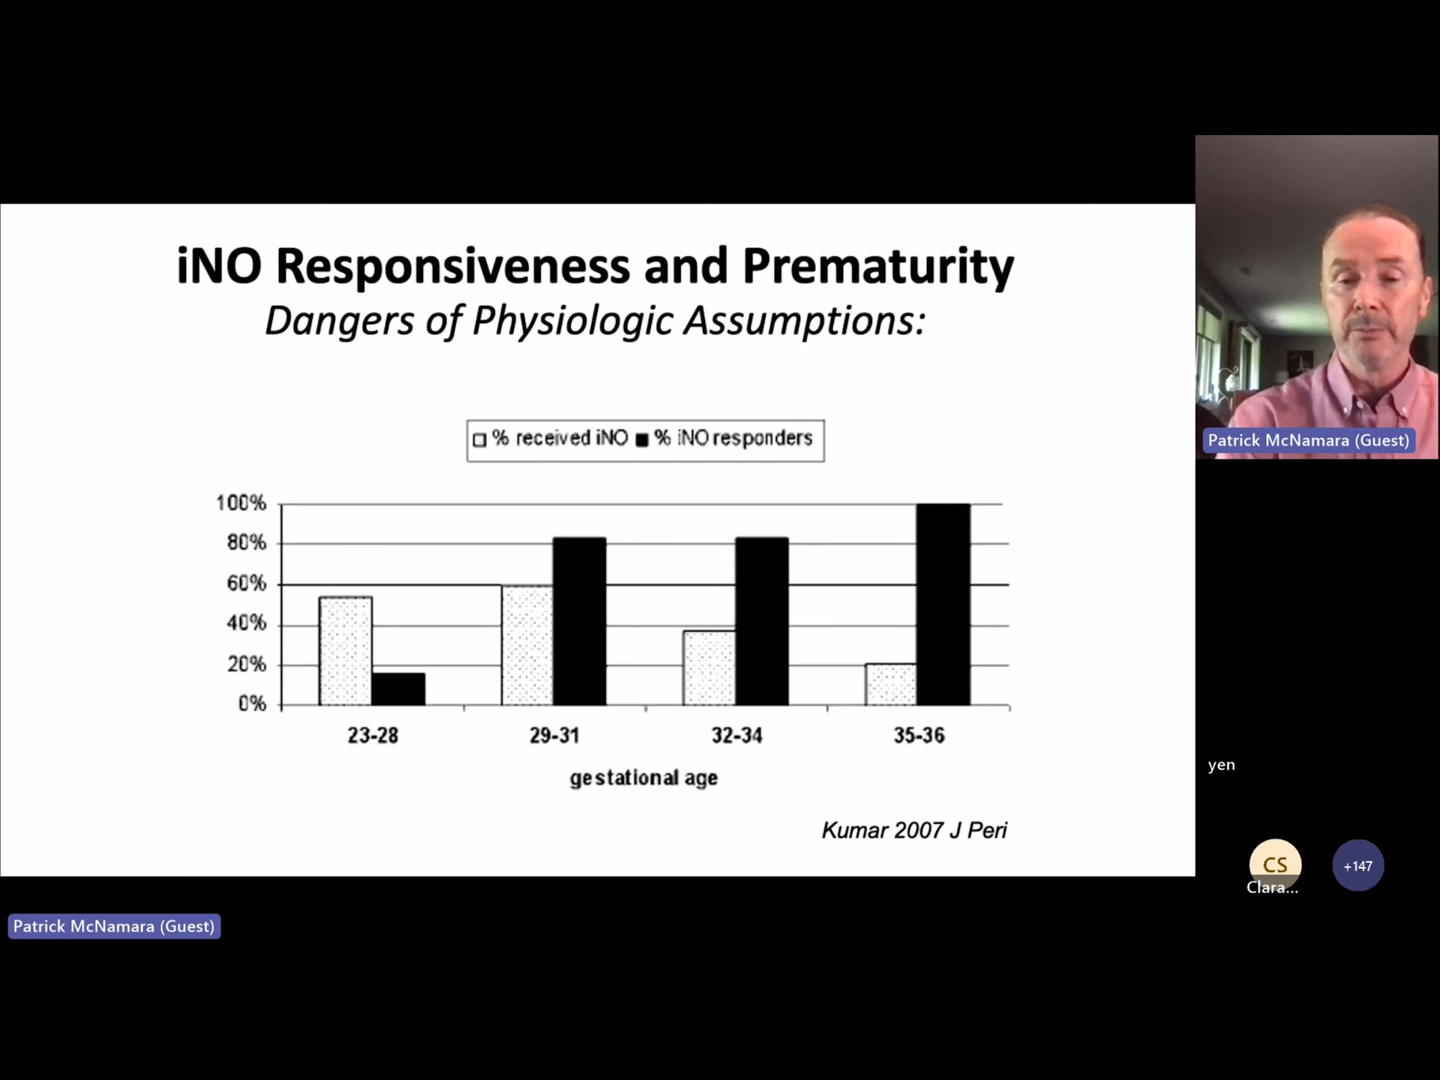 iNO Responsiveness and Prematurity
Dangers of Physiologic Assumptions:
% received iNO % iNO responders
100%
80%
60%
40%
20%
0%
23-28 29-31 32-34 35-36
gestational age
Kumar 2007 J Peri
Patrick McNamara (Guest)
yen
CS
Clara...
+147
Patrick McNamara (Guest)